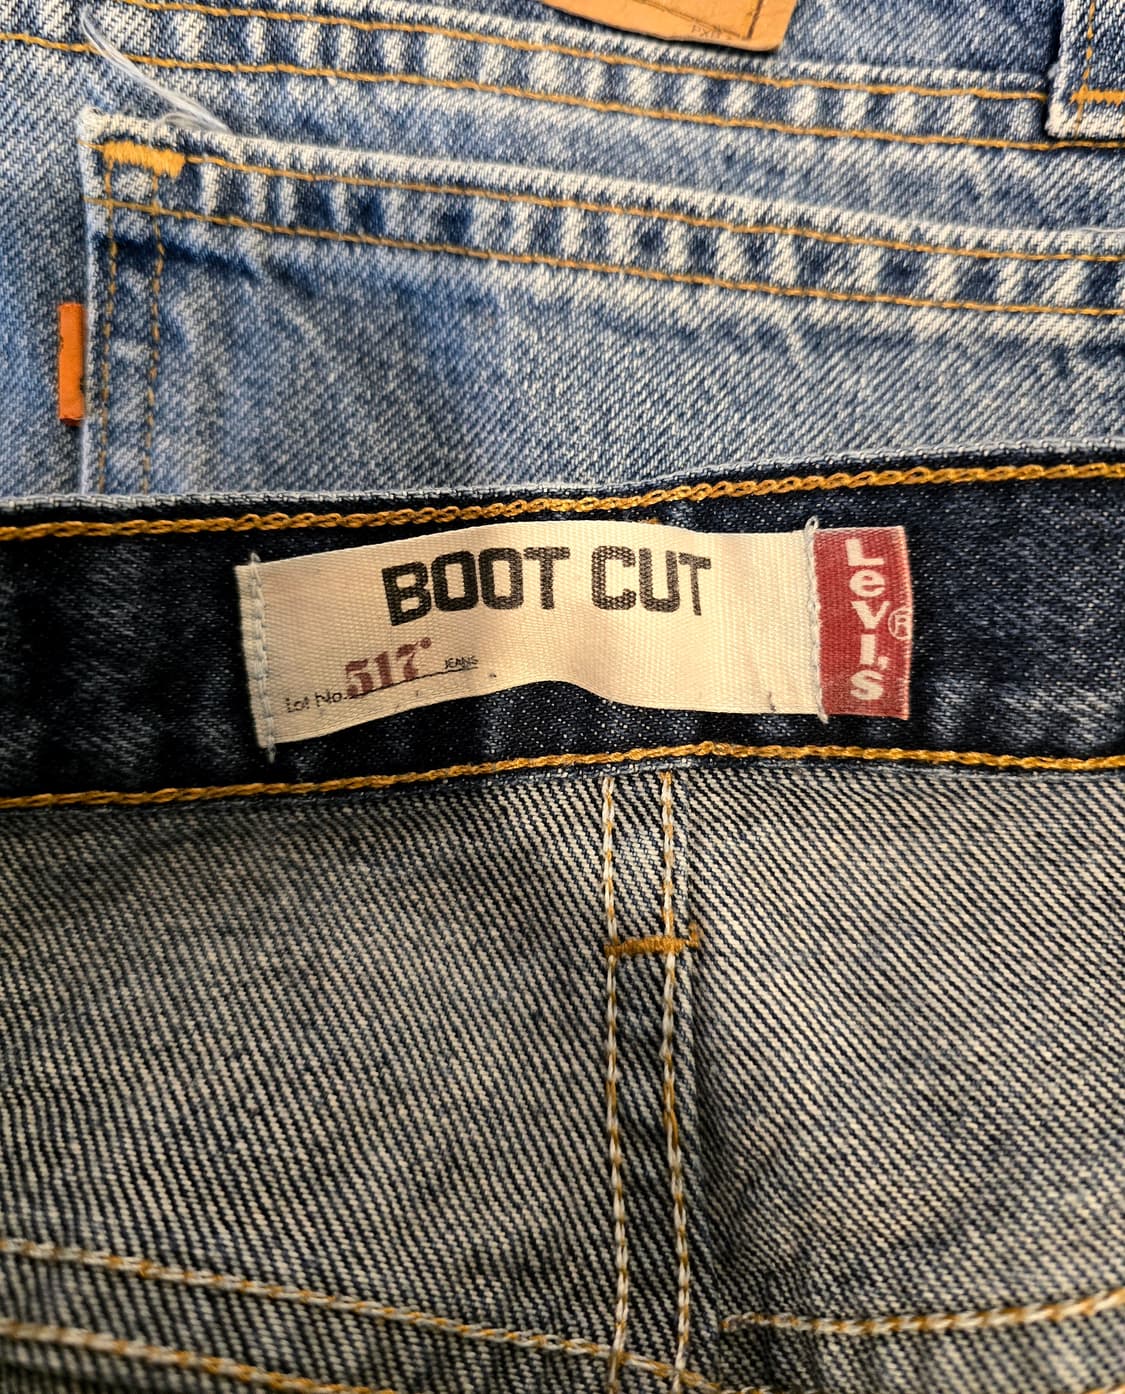 BOOT CUT
Lot No. 517® JEANS
Levi's®